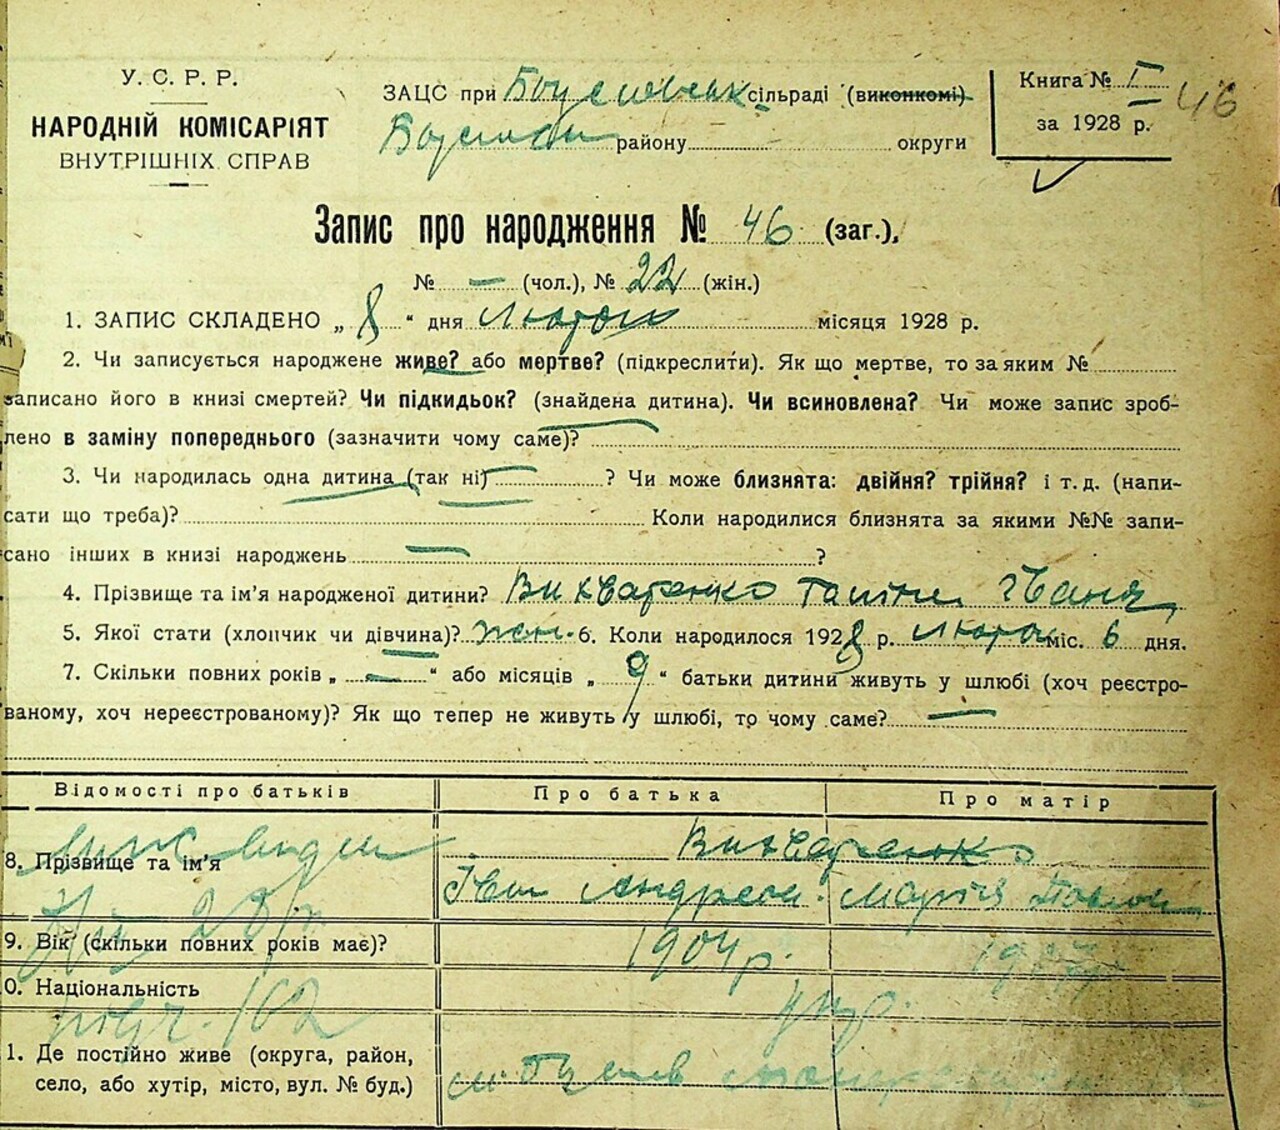 У. С. Р. Р.
НАРОДНІЙ КОМІСАРІЯТ
ВНУТРІШНІХ СПРАВ
ЗАЦС при сільраді (виконкомі)
району округи
Книга № I
за 1928 р.
46
Запис про народження № 46 (заг.),
№ — (чол.), № 22 (жін.)
1. ЗАПИС СКЛАДЕНО „ 8 “ дня Лютого місяця 1928 р.
2. Чи записується народжене живе? або мертве? (підкреслити). Як що мертве, то за яким №
записано його в книзі смертей? Чи підкидьок? (знайдена дитина). Чи всиновлена? Чи може запис зроб-
лено в заміну попереднього (зазначити чому саме)?
3. Чи народилась одна дитина (так ні) ? Чи може близнята: двійня? трійня? і т. д. (напи-
сати що треба)? Коли народилися близнята за якими №№ запи-
сано інших в книзі народжень — ?
4. Прізвище та ім’я народженої дитини?
5. Якої стати (хлопчик чи дівчина)? жін. 6. Коли народилося 1928 р. Лютого міс. 6 дня.
7. Скільки повних років „ — “ або місяців „ 9 “ батьки дитини живуть у шлюбі (хоч реєстро-
ваному, хоч нереєстрованому)? Як що тепер не живуть у шлюбі, то чому саме? —
Відомості про батьків Про батька Про матір
8. Прізвище та ім’я
Іван Андреев. Марія Павлов
9. Вік (скільки повних років має)? 1904 р.
0. Національність укр.
1. Де постійно живе (округа, район,
село, або хутір, місто, вул. № буд.)